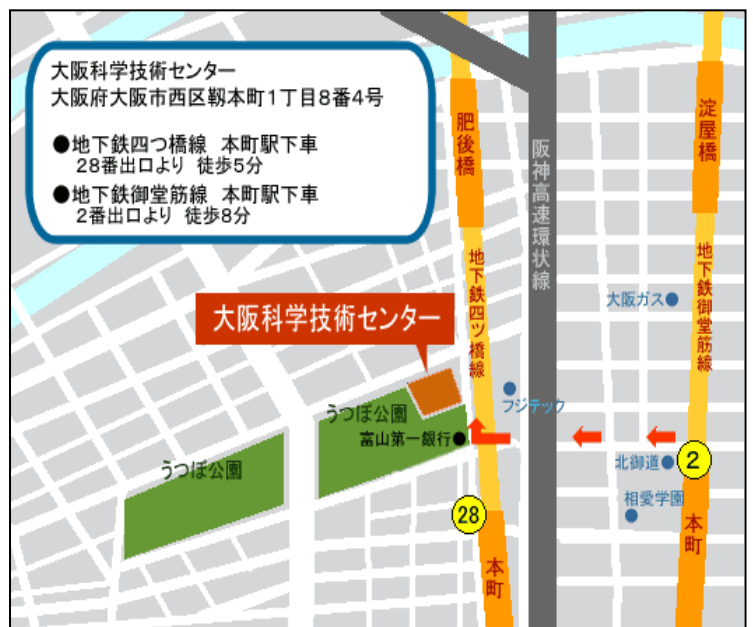 大阪科学技術センター
大阪府大阪市西区靱本町1丁目8番4号
●地下鉄四つ橋線 本町駅下車
28番出口より 徒歩5分
●地下鉄御堂筋線 本町駅下車
2番出口より 徒歩8分
肥後橋
淀屋橋
阪神高速環状線
地下鉄四ツ橋線
地下鉄御堂筋線
大阪ガス
大阪科学技術センター
フジテック
うつぼ公園
富山第一銀行
うつぼ公園
北御道
2
相愛学園
28
本町
本町